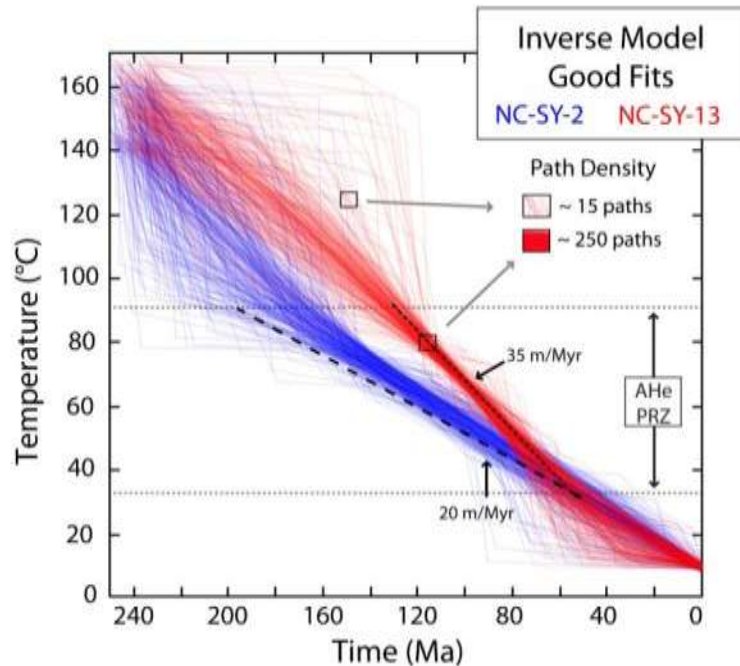 Inverse Model
Good Fits
NC-SY-2 NC-SY-13
Path Density
~ 15 paths
~ 250 paths
35 m/Myr
20 m/Myr
AHe
PRZ
Temperature (°C)
160
140
120
100
80
60
40
20
0
240 200 160 120 80 40 0
Time (Ma)